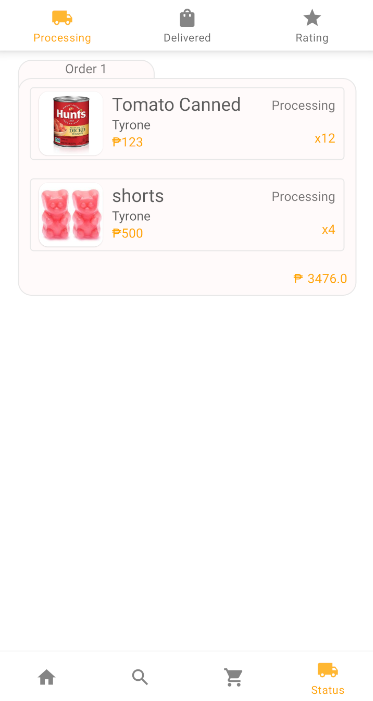 Processing
Delivered
Rating
Order 1
Hunt's
Tomato Canned
Processing
Tyrone
₱123
x12
shorts
Processing
Tyrone
₱500
x4
₱ 3476.0
Status